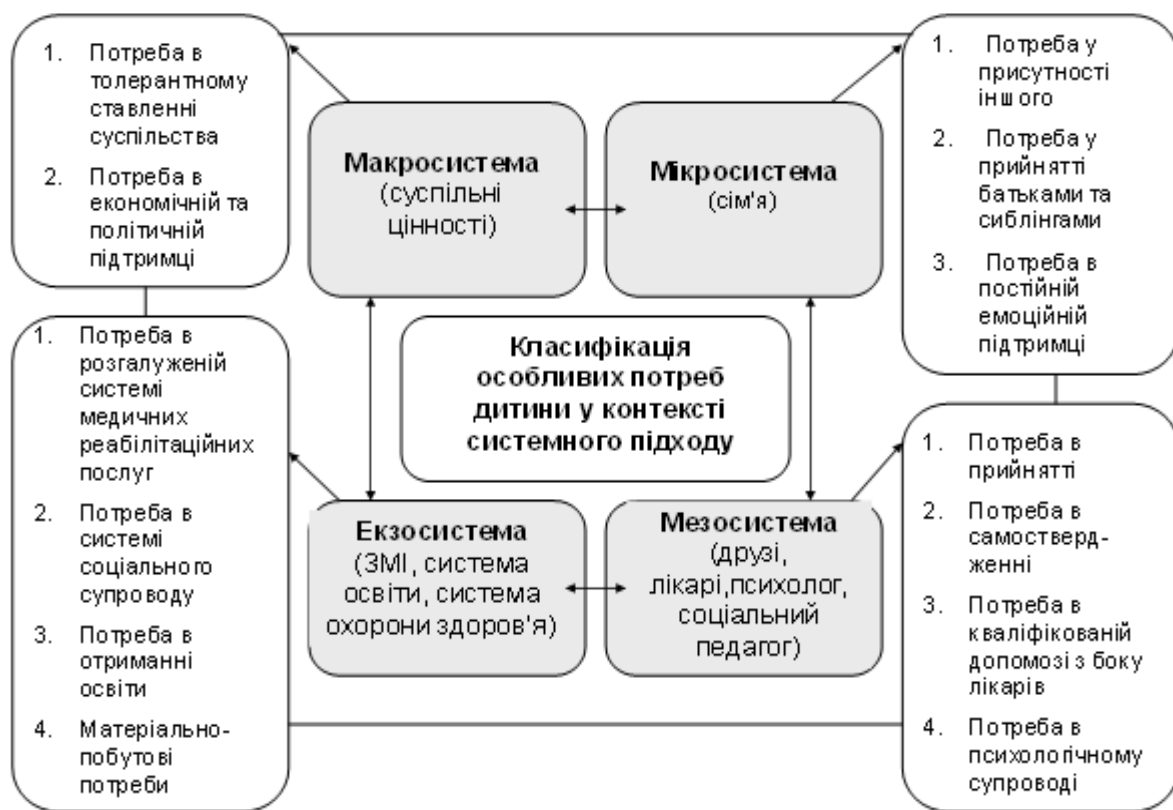 1. Потреба в
толерантному
ставленні
суспільства
2. Потреба в
економічній та
політичній
підтримці
Макросистема
(суспільні
цінності)
Мікросистема
(сім'я)
1. Потреба у
присутності
іншого
2. Потреба у
прийнятті
батьками та
сиблінгами
3. Потреба в
постійній
емоційній
підтримці
Класифікація
особливих потреб
дитини у контексті
системного підходу
1. Потреба в
розгалуженій
системі
медичних
реабілітаційних
послуг
2. Потреба в
системі
соціального
супроводу
3. Потреба в
отриманні
освіти
4. Матеріально-
побутові
потреби
Екзосистема
(ЗМІ, система
освіти, система
охорони здоров'я)
Мезосистема
(друзі,
лікарі,психолог,
соціальний
педагог)
1. Потреба в
прийнятті
2. Потреба в
самоствердж-
женні
3. Потреба в
кваліфікованій
допомозі з боку
лікарів
4. Потреба в
психологічному
супроводі